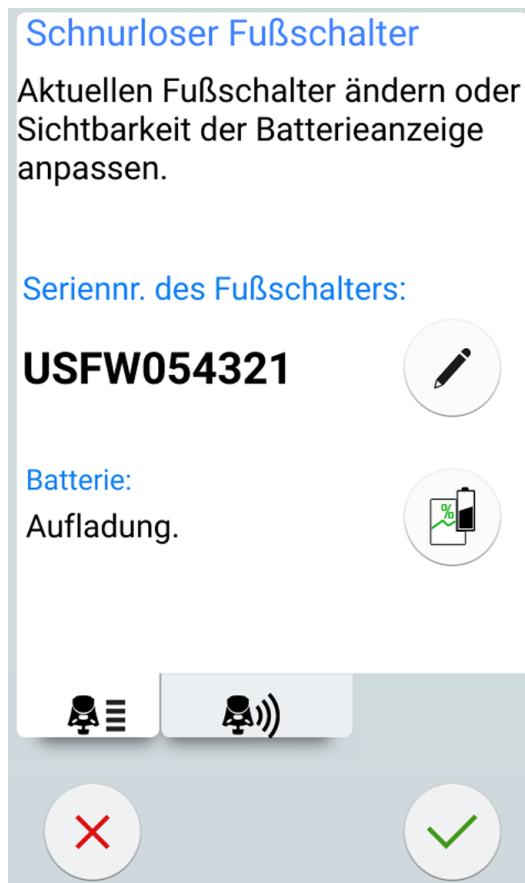 Schnurloser Fußschalter
Aktuellen Fußschalter ändern oder
Sichtbarkeit der Batterieanzeige
anpassen.
Seriennr. des Fußschalters:
USFW054321
Batterie:
%
Aufladung.